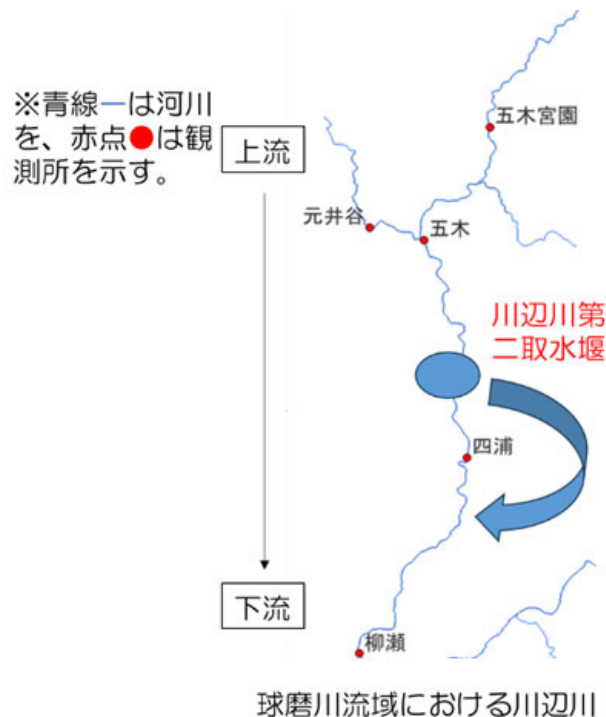 ※青線―は河川
を、赤点●は観
測所を示す。
上流
五木宮園
元井谷
五木
川辺川第
二取水堰
四浦
下流
柳瀬
球磨川流域における川辺川